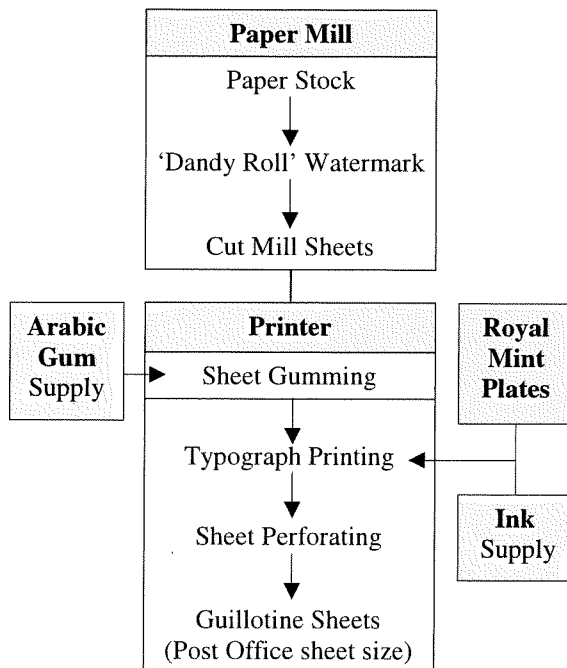 Paper Mill
Paper Stock
‘Dandy Roll’ Watermark
Cut Mill Sheets
Arabic
Gum
Supply
Printer
Sheet Gumming
Typograph Printing
Sheet Perforating
Guillotine Sheets
(Post Office sheet size)
Royal
Mint
Plates
Ink
Supply